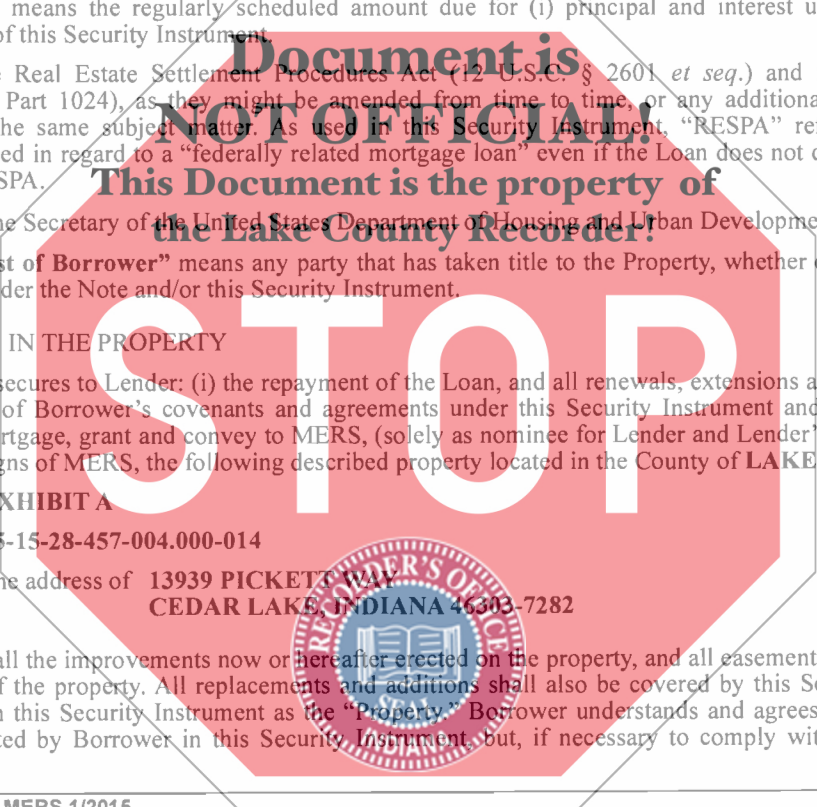 means the regularly scheduled amount due for (i) principal and interest u
of this Security Instrument.
Document is
Real Estate Settlement Procedures Act (12 U.S.C. § 2601 et seq.) and
Part 1024), as they might be amended from time to time, or any additiona
NOT OFFICIAL!
he same subject matter. As used in this Security Instrument, “RESPA” re
ed in regard to a “federally related mortgage loan” even if the Loan does not
SPA.
This Document is the property of
the Lake County Recorder!
he Secretary of the United States Department of Housing and Urban Developme
st of Borrower” means any party that has taken title to the Property, whether
der the Note and/or this Security Instrument.
STOP
IN THE PROPERTY
secures to Lender: (i) the repayment of the Loan, and all renewals, extensions a
of Borrower’s covenants and agreements under this Security Instrument and
rtgage, grant and convey to MERS, (solely as nominee for Lender and Lender’
gns of MERS, the following described property located in the County of LAKE
XHIBIT A
5-15-28-457-004.000-014
he address of 13939 PICKETT WAY
CEDAR LAKE, INDIANA 46303-7282
RECORDER'S OFFICE
SEAL
INDIANA
all the improvements now or hereafter erected on the property, and all easement
f the property. All replacements and additions shall also be covered by this Se
n this Security Instrument as the “Property.” Borrower understands and agrees
ted by Borrower in this Security Instrument, but, if necessary to comply wit
MERS 1/2015